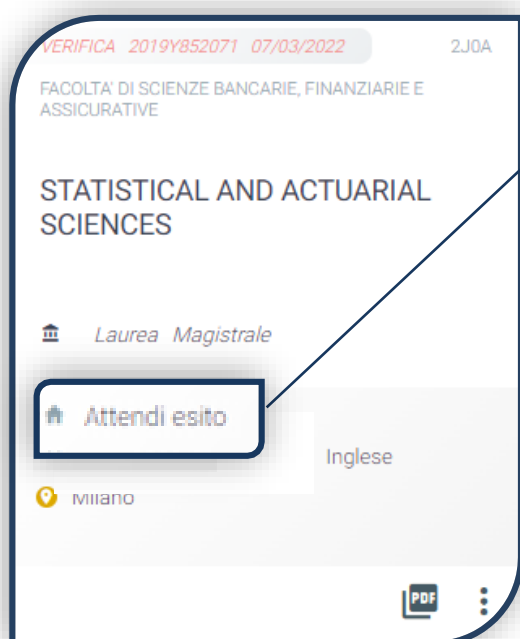 VERIFICA 2019Y852071 07/03/2022 2J0A
FACOLTA' DI SCIENZE BANCARIE, FINANZIARIE E
ASSICURATIVE
STATISTICAL AND ACTUARIAL
SCIENCES
Laurea Magistrale
Attendi esito
Inglese
Milano
PDF